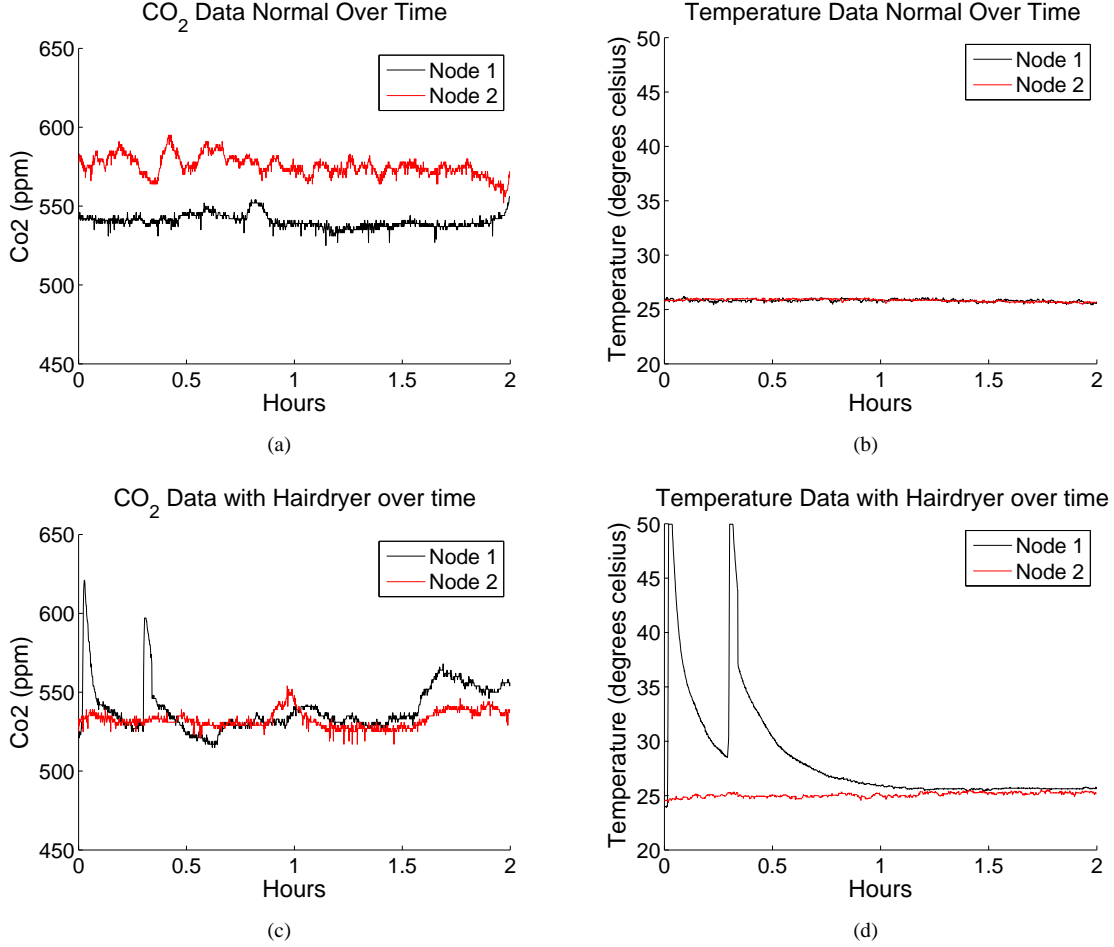 CO2 Data Normal Over Time
Co2 (ppm)
650
600
550
500
450
0 0.5 1 1.5 2
Hours
Node 1
Node 2
(a)
Temperature Data Normal Over Time
Temperature (degrees celsius)
50
45
40
35
30
25
20
0 0.5 1 1.5 2
Hours
Node 1
Node 2
(b)
CO2 Data with Hairdryer over time
Co2 (ppm)
650
600
550
500
450
0 0.5 1 1.5 2
Hours
Node 1
Node 2
(c)
Temperature Data with Hairdryer over time
Temperature (degrees celsius)
50
45
40
35
30
25
20
0 0.5 1 1.5 2
Hours
Node 1
Node 2
(d)